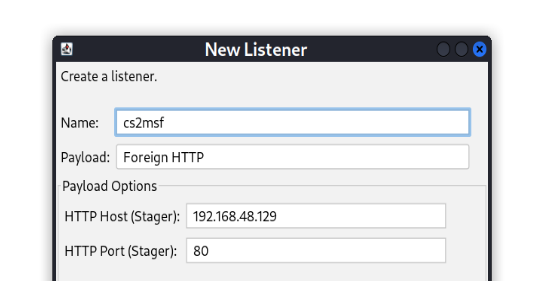 New Listener
Create a listener.
Name: cs2msf
Payload: Foreign HTTP
Payload Options
HTTP Host (Stager): 192.168.48.129
HTTP Port (Stager): 80